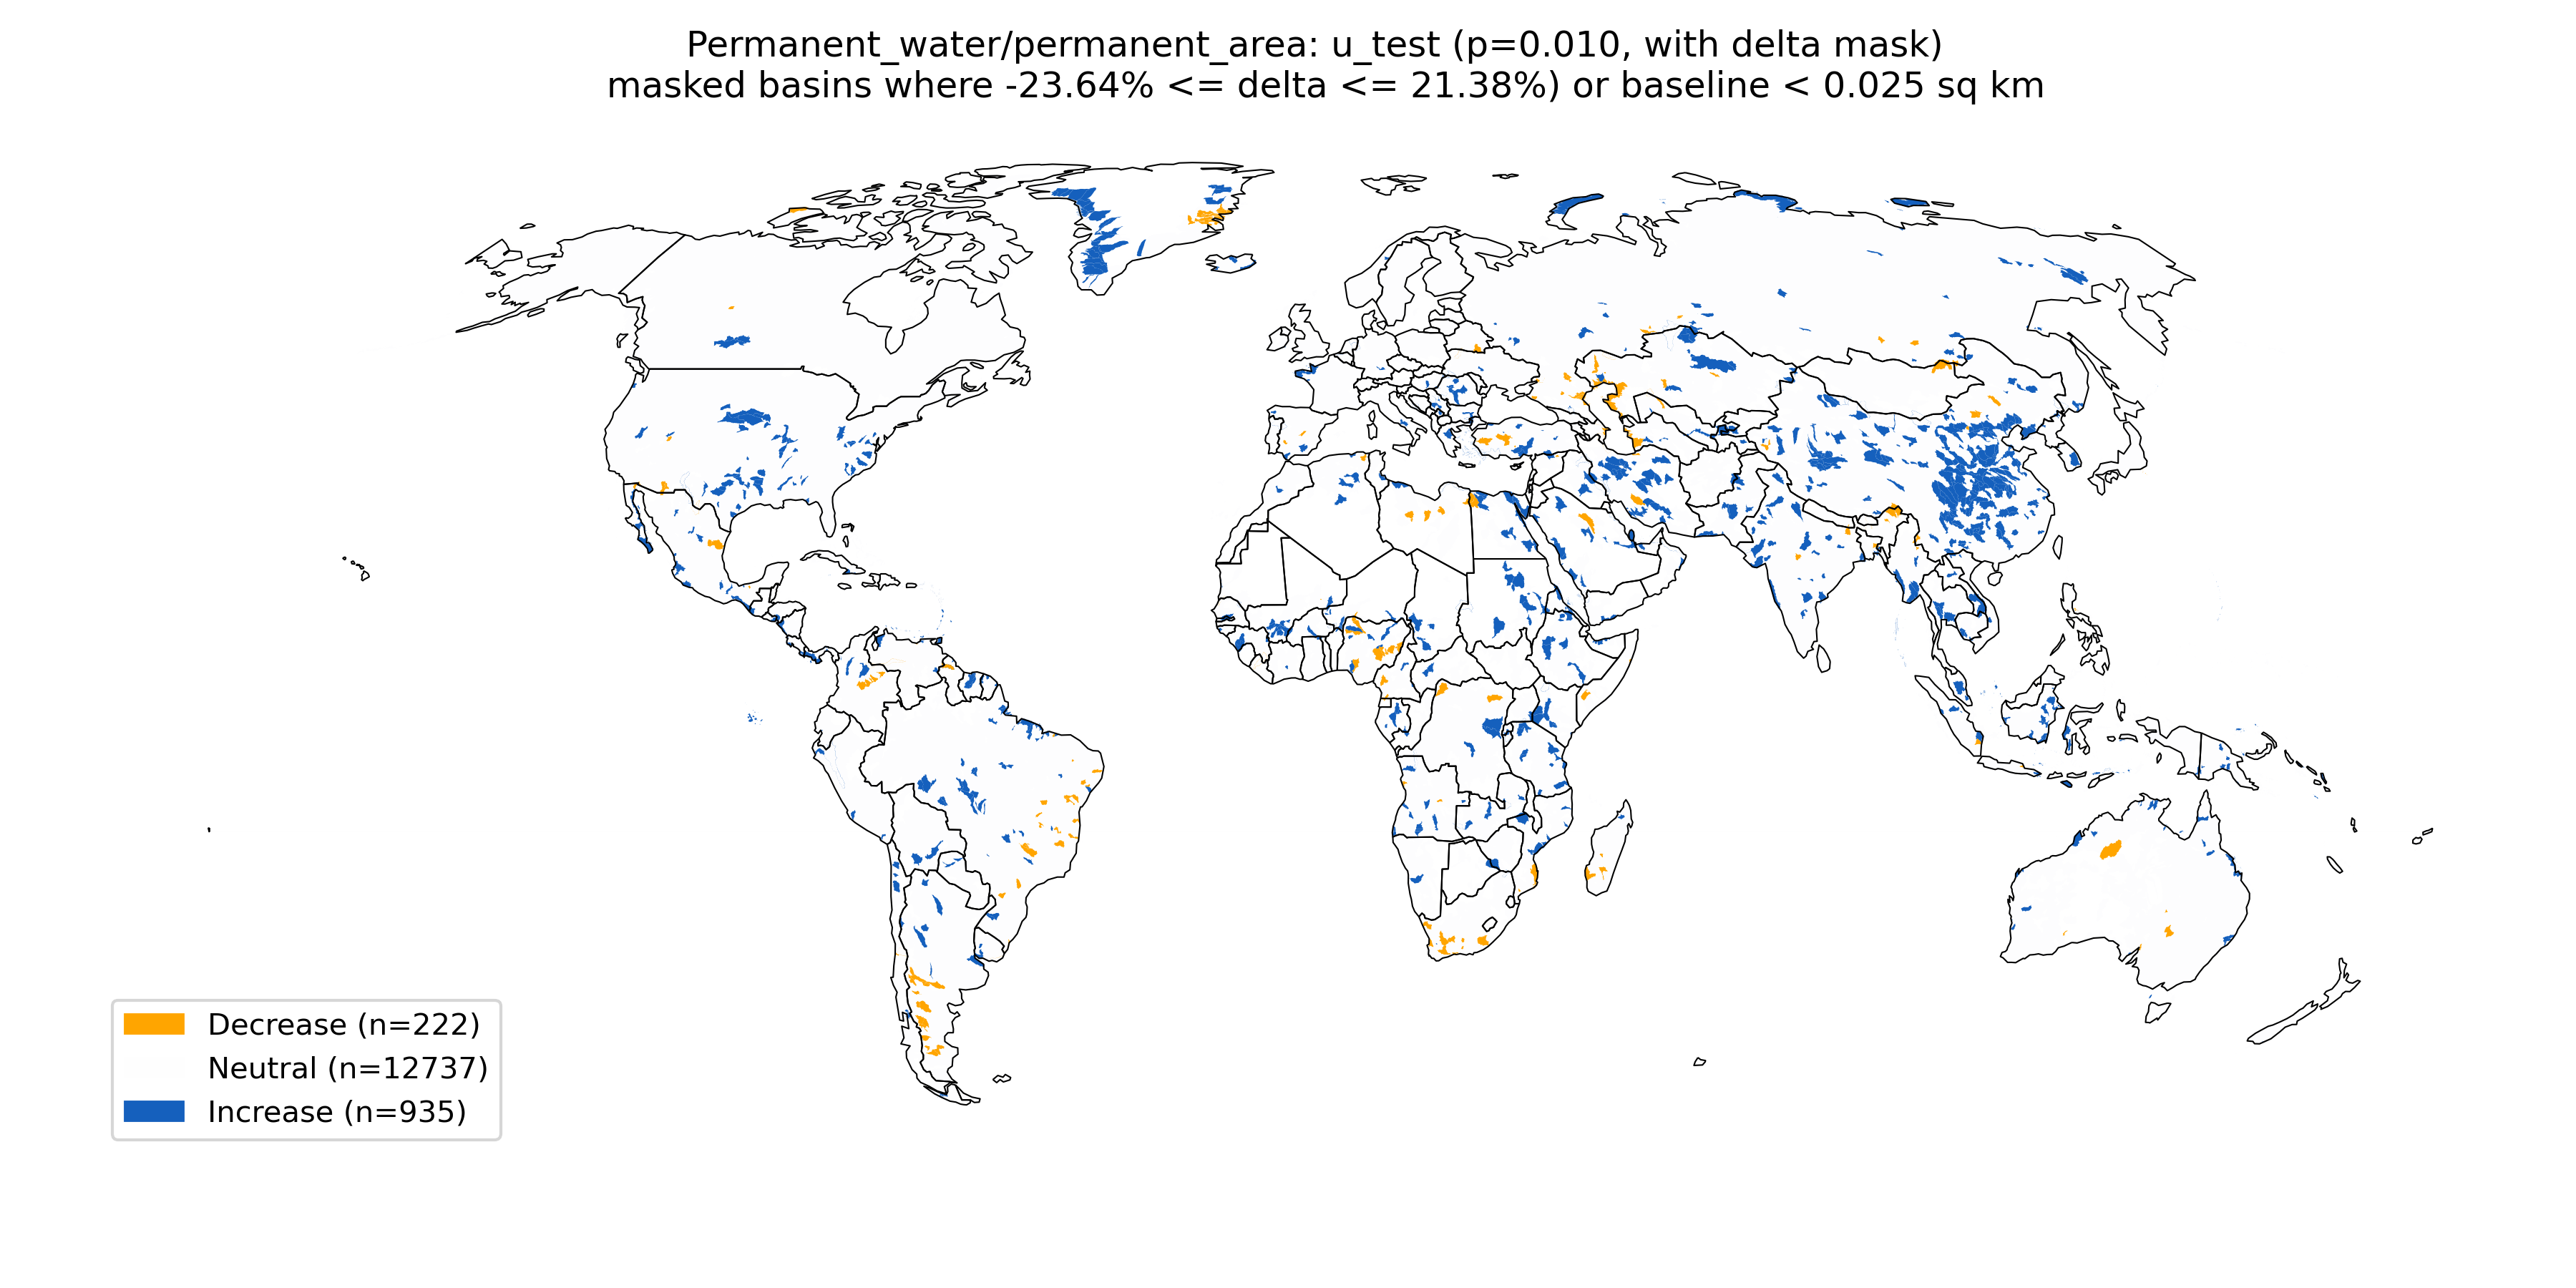 Permanent_water/permanent_area: u_test (p=0.010, with delta mask)
masked basins where -23.64% <= delta <= 21.38%) or baseline < 0.025 sq km
Decrease (n=222)
Neutral (n=12737)
Increase (n=935)